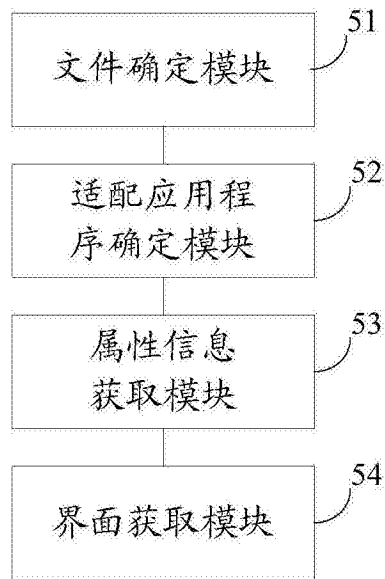 51
文件确定模块
52
适配应用程
序确定模块
53
属性信息
获取模块
54
界面获取模块